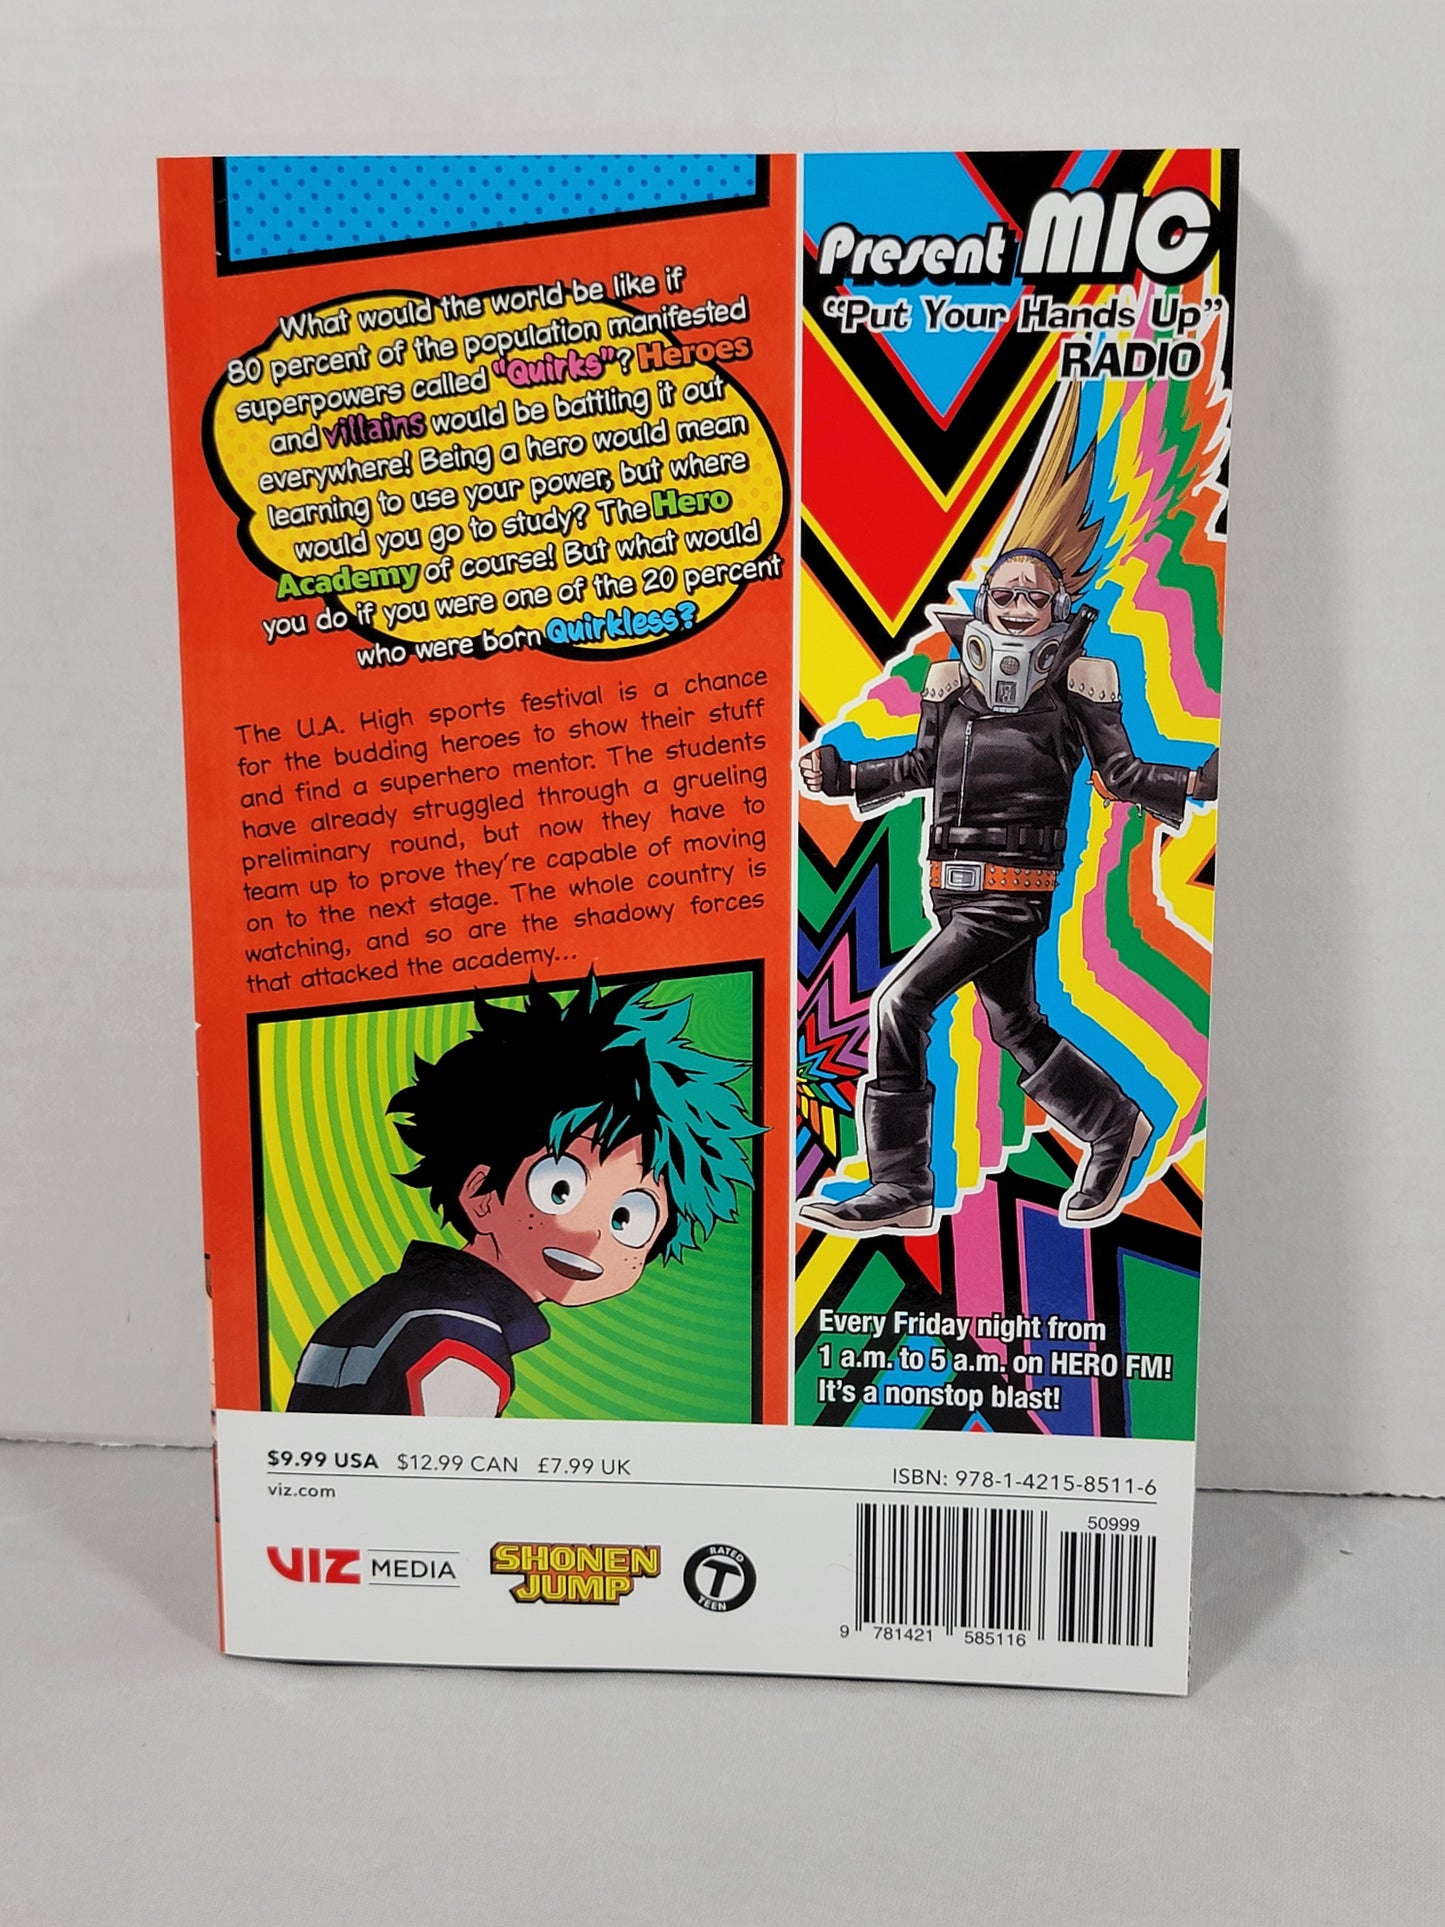 What would the world be like if
80 percent of the population manifested
superpowers called "Quirks"? Heroes
and villains would be battling it out
everywhere! Being a hero would mean
learning to use your power, but where
would you go to study? The Hero
Academy of course! But what would
you do if you were one of the 20 percent
who were born Quirkless?
The U.A. High sports festival is a chance
for the budding heroes to show their stuff
and find a superhero mentor. The students
have already struggled through a grueling
preliminary round, but now they have to
team up to prove they're capable of moving
on to the next stage. The whole country is
watching, and so are the shadowy forces
that attacked the academy...
Present MIC
"Put Your Hands Up"
RADIO
Every Friday night from
1 a.m. to 5 a.m. on HERO FM!
It's a nonstop blast!
$9.99 USA $12.99 CAN £7.99 UK
viz.com
ISBN: 978-1-4215-8511-6
VIZ MEDIA
SHONEN
JUMP
RATED
T
TEEN
50999
9 781421 585116